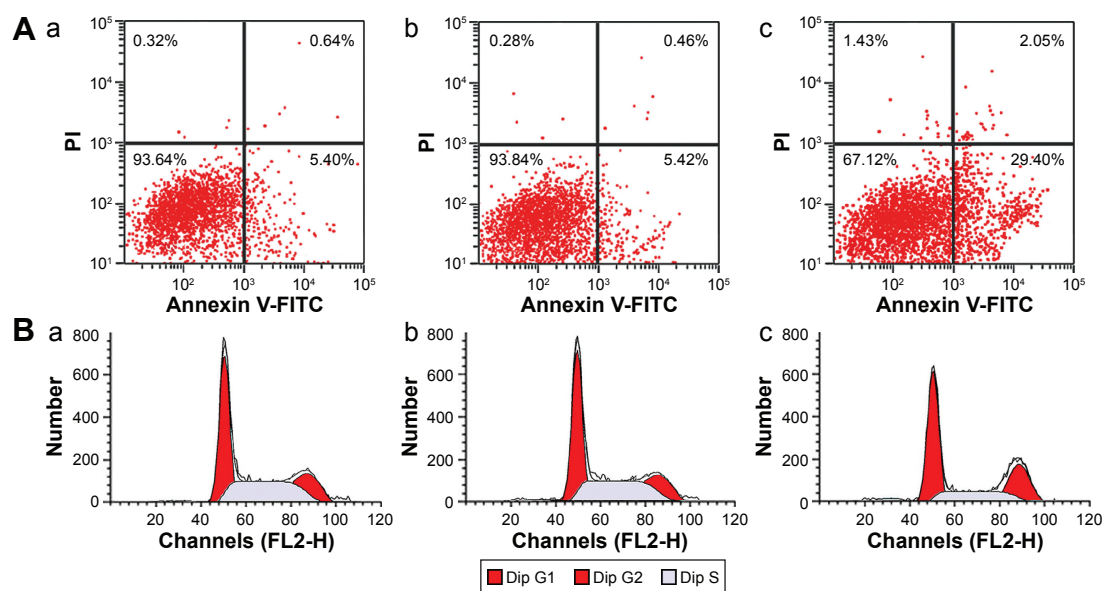 A a
10⁵
10⁴
10³
10²
10¹
PI
0.32% 0.64%
93.64% 5.40%
10² 10³ 10⁴ 10⁵
Annexin V-FITC
b
10⁵
10⁴
10³
10²
10¹
PI
0.28% 0.46%
93.84% 5.42%
10² 10³ 10⁴ 10⁵
Annexin V-FITC
c
10⁵
10⁴
10³
10²
10¹
PI
1.43% 2.05%
67.12% 29.40%
10² 10³ 10⁴ 10⁵
Annexin V-FITC
B a
800
600
400
200
0
Number
20 40 60 80 100 120
Channels (FL2-H)
b
800
600
400
200
0
Number
20 40 60 80 100 120
Channels (FL2-H)
c
800
600
400
200
0
Number
20 40 60 80 100 120
Channels (FL2-H)
Dip G1 Dip G2 Dip S